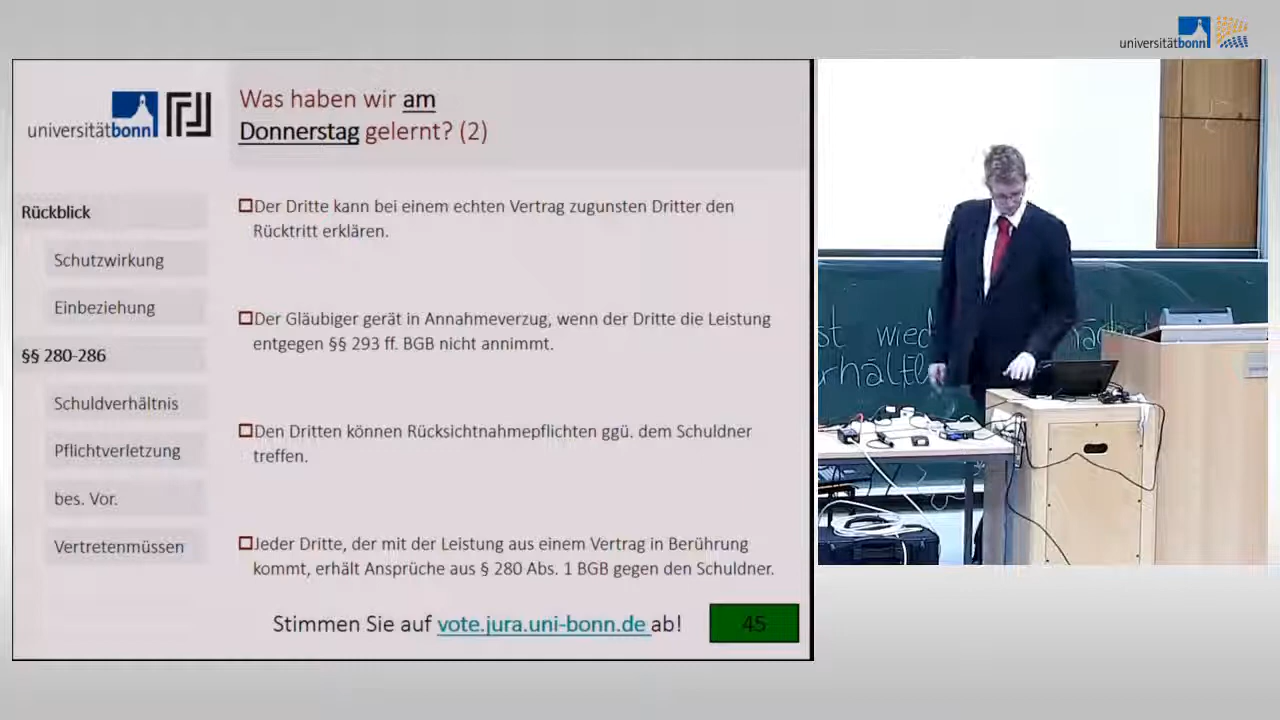 universitätbonn
universitätbonn
Was haben wir am
Donnerstag gelernt? (2)
Rückblick
Schutzwirkung
Einbeziehung
§§ 280-286
Schuldverhältnis
Pflichtverletzung
bes. Vor.
Vertretenmüssen
Der Dritte kann bei einem echten Vertrag zugunsten Dritter den
Rücktritt erklären.
Der Gläubiger gerät in Annahmeverzug, wenn der Dritte die Leistung
entgegen §§ 293 ff. BGB nicht annimmt.
Den Dritten können Rücksichtnahmepflichten ggü. dem Schuldner
treffen.
Jeder Dritte, der mit der Leistung aus einem Vertrag in Berührung
kommt, erhält Ansprüche aus § 280 Abs. 1 BGB gegen den Schuldner.
Stimmen Sie auf vote.jura.uni-bonn.de ab!
45